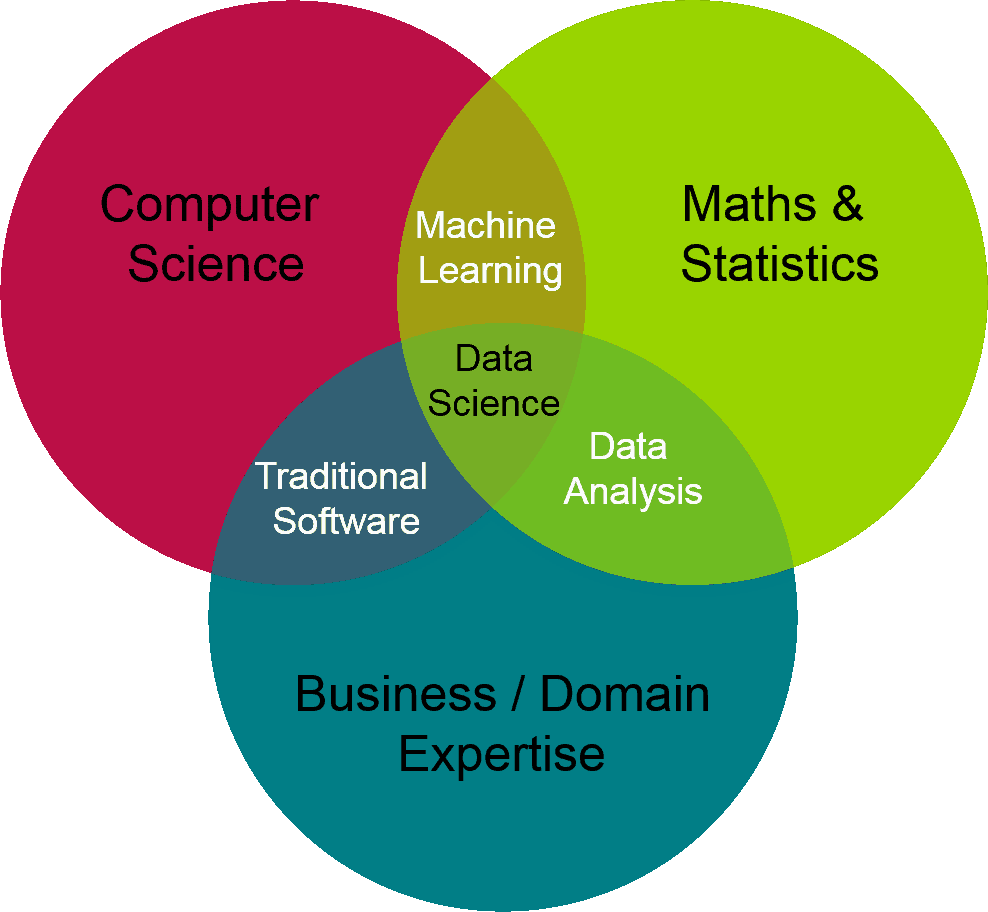 Computer
Science
Maths &
Statistics
Machine
Learning
Data
Science
Traditional
Software
Data
Analysis
Business / Domain
Expertise